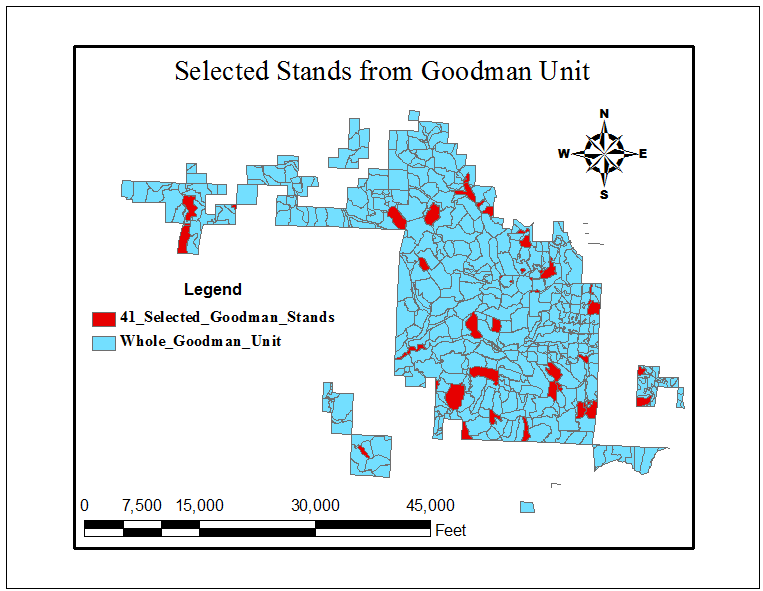 Selected Stands from Goodman Unit
N
W E
S
Legend
41_Selected_Goodman_Stands
Whole_Goodman_Unit
0 7,500 15,000 30,000 45,000
Feet